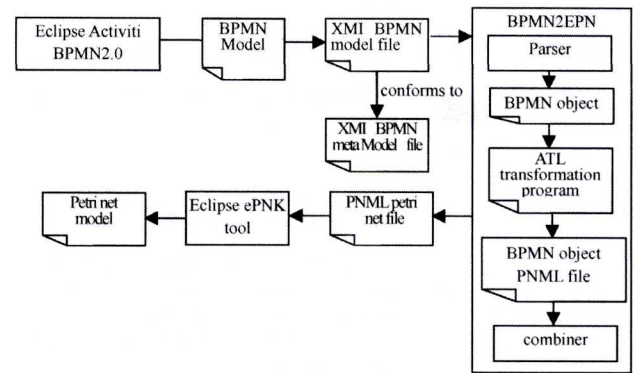 Eclipse Activiti
BPMN2.0
BPMN
Model
XMI BPMN
model file
conforms to
XMI BPMN
meta Model file
BPMN2EPN
Parser
BPMN object
ATL
transformation
program
BPMN object
PNML file
combiner
PNML petri
net file
Eclipse ePNK
tool
Petri net
model